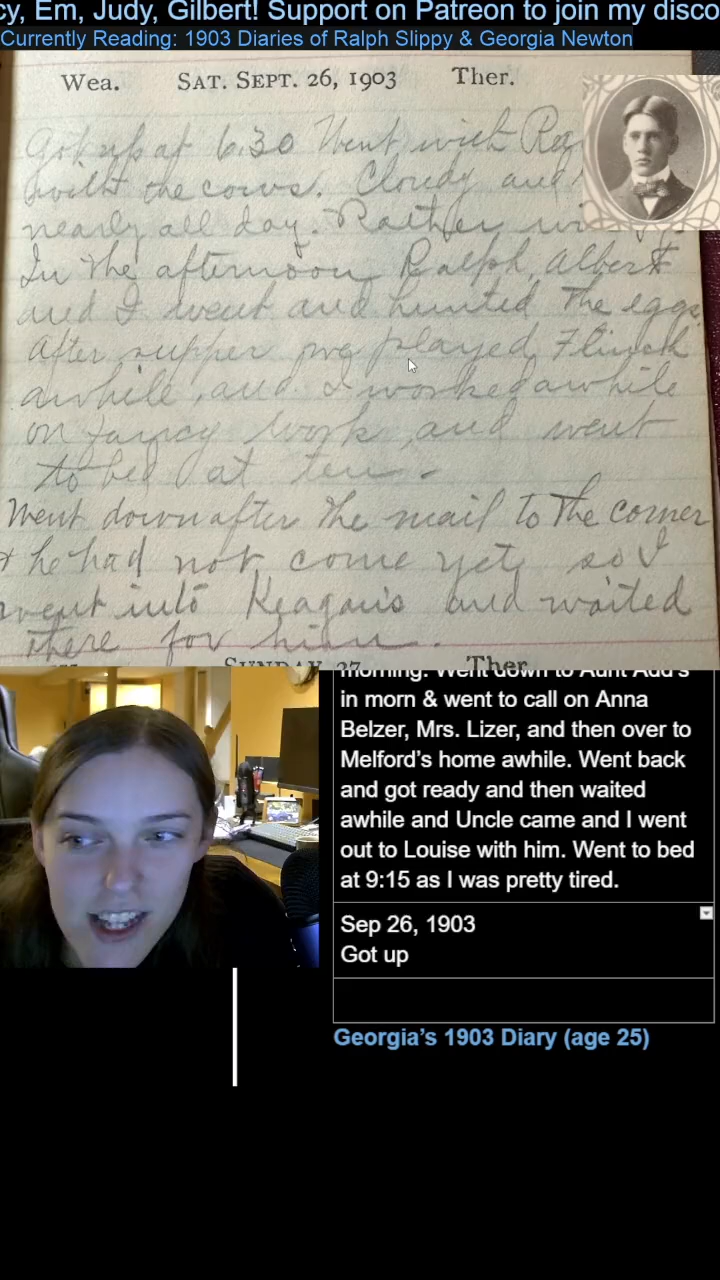 cy, Em, Judy, Gilbert! Support on Patreon to join my disco
Currently Reading: 1903 Diaries of Ralph Slippy & Georgia Newton
Wea. SAT. SEPT. 26, 1903 Ther.
Got up at 6.30 Went with
with the cows. Cloudy and
nearly all day. Rather
In the afternoon Ralph, Albert
and I went and hunted the eggs.
After supper we played Flinch
awhile, and I worked awhile
on fancy work and went
to bed at ten.
Went down after the mail to the corner
& he had not come yet, so I
went into Keagan's and waited
there for him.
SUNDAY 27 Ther.
morning. Went down to Aunt Add's
in morn & went to call on Anna
Belzer, Mrs. Lizer, and then over to
Melford's home awhile. Went back
and got ready and then waited
awhile and Uncle came and I went
out to Louise with him. Went to bed
at 9:15 as I was pretty tired.
Sep 26, 1903
Got up
Georgia's 1903 Diary (age 25)